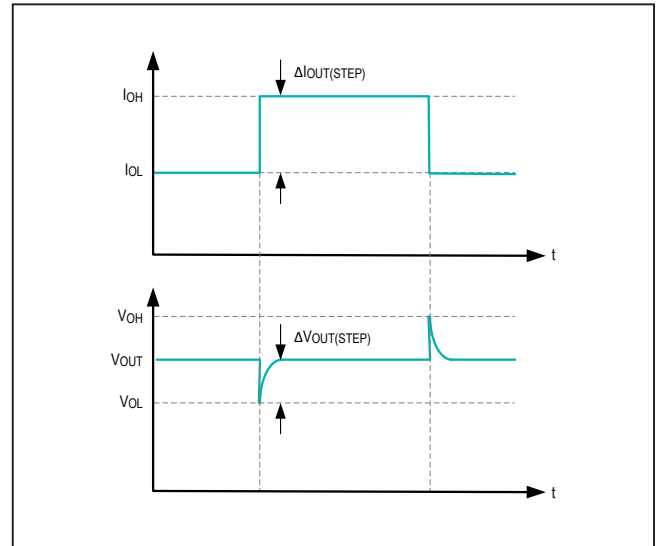 ΔIOUT(STEP)
IOH
IOL
t
VOH
ΔVOUT(STEP)
VOUT
VOL
t